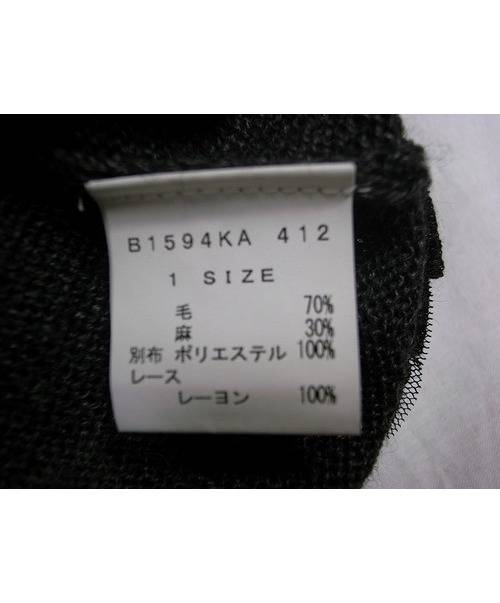 B1594KA 412
1 SIZE
毛 70%
麻 30%
別布 ポリエステル 100%
レース
レーヨン 100%